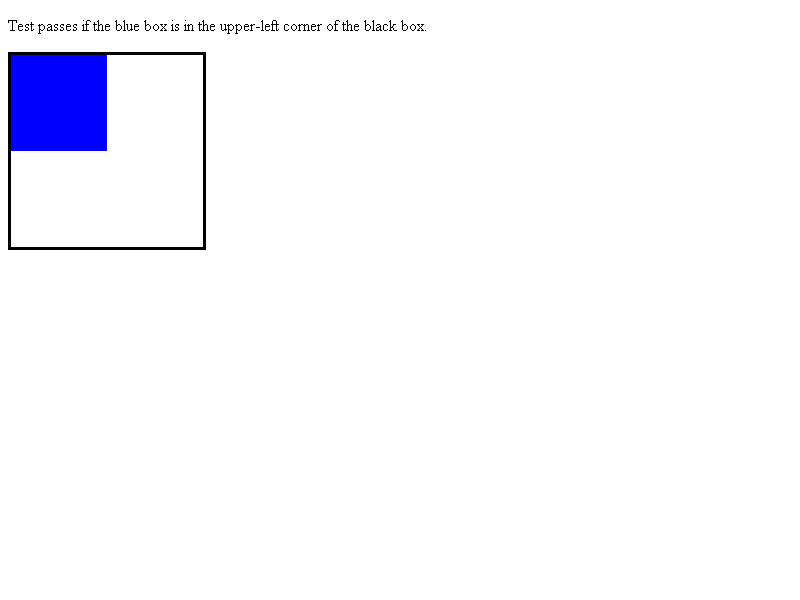 Test passes if the blue box is in the upper-left corner of the black box.